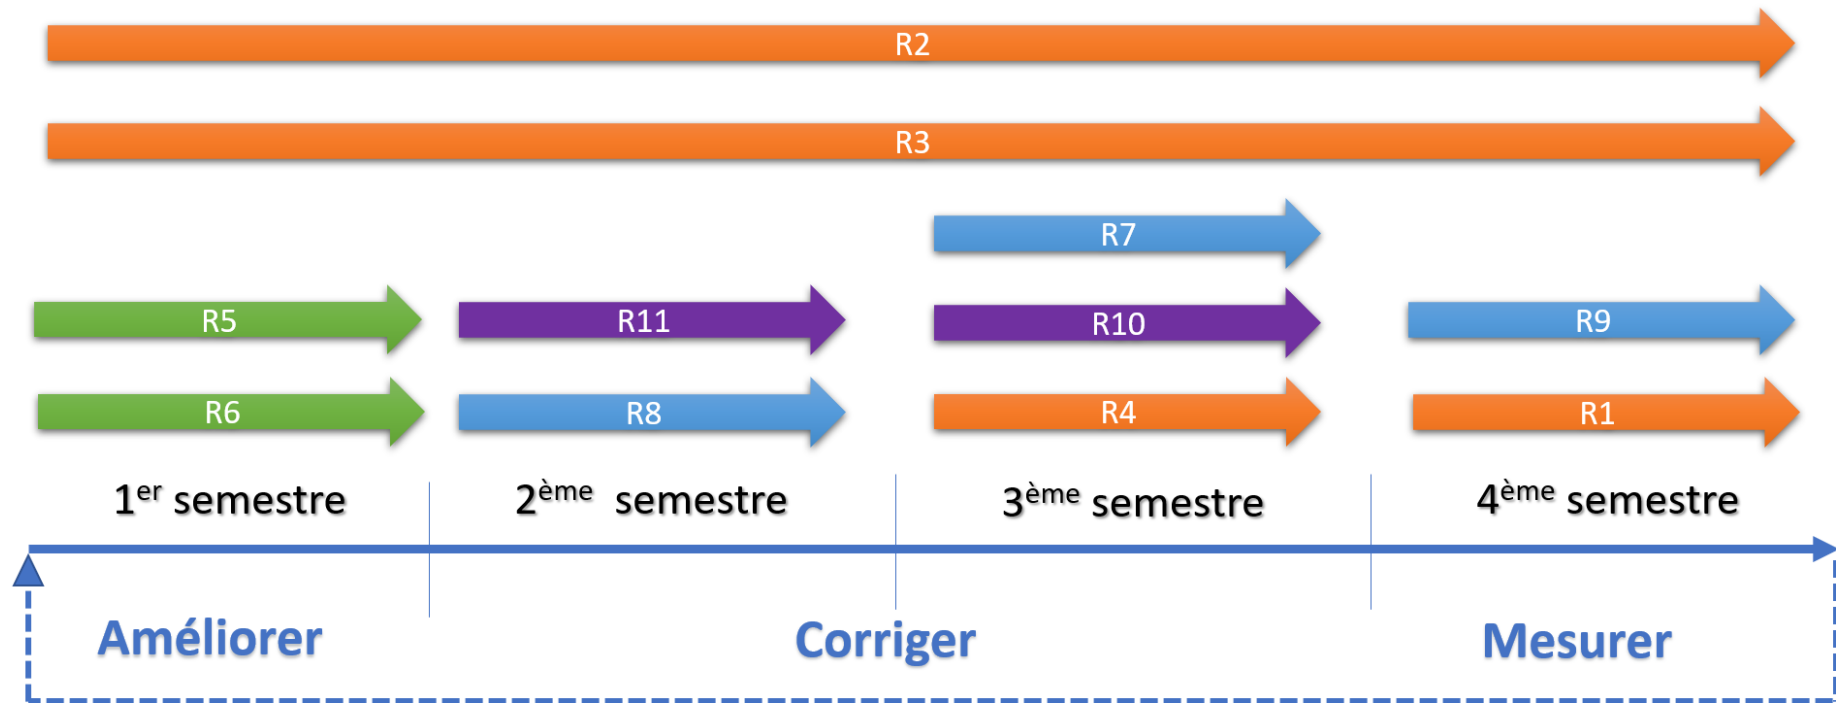 R2
R3
R7
R5 R11 R10 R9
R6 R8 R4 R1
1er semestre 2ème semestre 3ème semestre 4ème semestre
Améliorer Corriger Mesurer